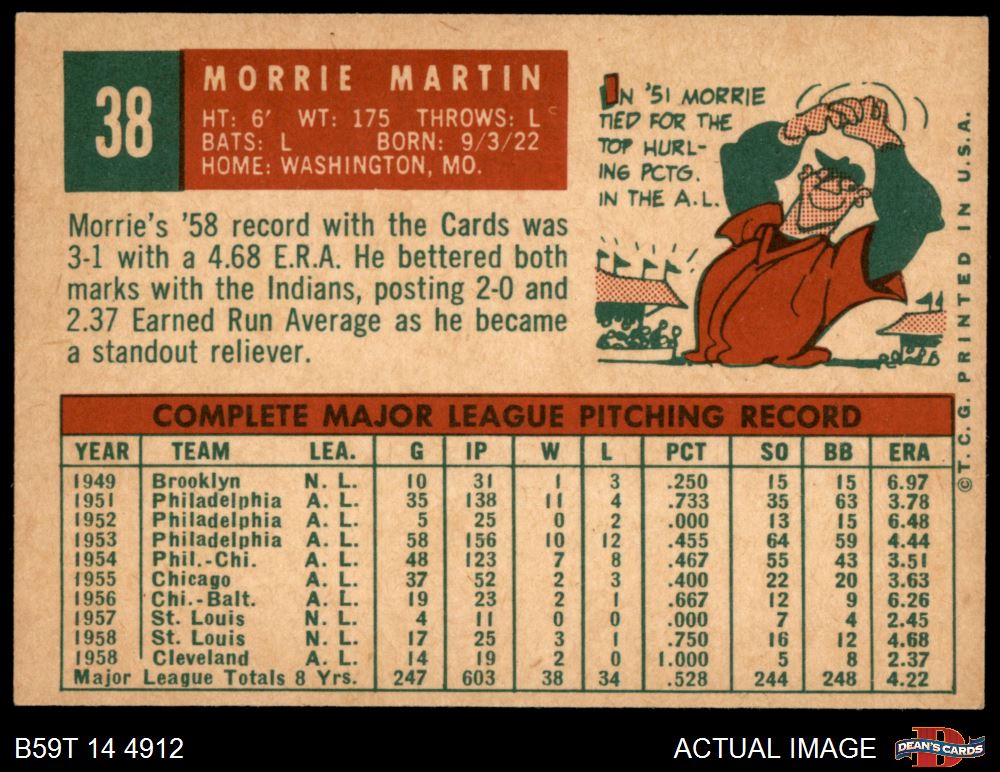 38
MORRIE MARTIN
HT: 6' WT: 175 THROWS: L
BATS: L BORN: 9/3/22
HOME: WASHINGTON, MO.
IN '51 MORRIE
TIED FOR THE
TOP HURL-
ING PCTG.
IN THE A.L.
Morrie's '58 record with the Cards was
3-1 with a 4.68 E.R.A. He bettered both
marks with the Indians, posting 2-0 and
2.37 Earned Run Average as he became
a standout reliever.
©T. C. G. PRINTED IN U.S.A.
COMPLETE MAJOR LEAGUE PITCHING RECORD
YEAR TEAM LEA. G IP W L PCT SO BB ERA
1949 Brooklyn N. L. 10 31 1 3 .250 15 15 6.97
1951 Philadelphia A. L. 35 138 11 4 .733 35 63 3.78
1952 Philadelphia A. L. 5 25 0 2 .000 13 15 6.48
1953 Philadelphia A. L. 58 156 10 12 .455 64 59 4.44
1954 Phil.-Chi. A. L. 48 123 7 8 .467 55 43 3.51
1955 Chicago A. L. 37 52 2 3 .400 22 20 3.63
1956 Chi.-Balt. A. L. 19 23 2 1 .667 12 9 6.26
1957 St. Louis N. L. 4 11 0 0 .000 7 4 2.45
1958 St. Louis N. L. 17 25 3 1 .750 16 12 4.68
1958 Cleveland A. L. 14 19 2 0 1.000 5 8 2.37
Major League Totals 8 Yrs. 247 603 38 34 .528 244 248 4.22
B59T 14 4912
ACTUAL IMAGE
DEAN'S CARDS